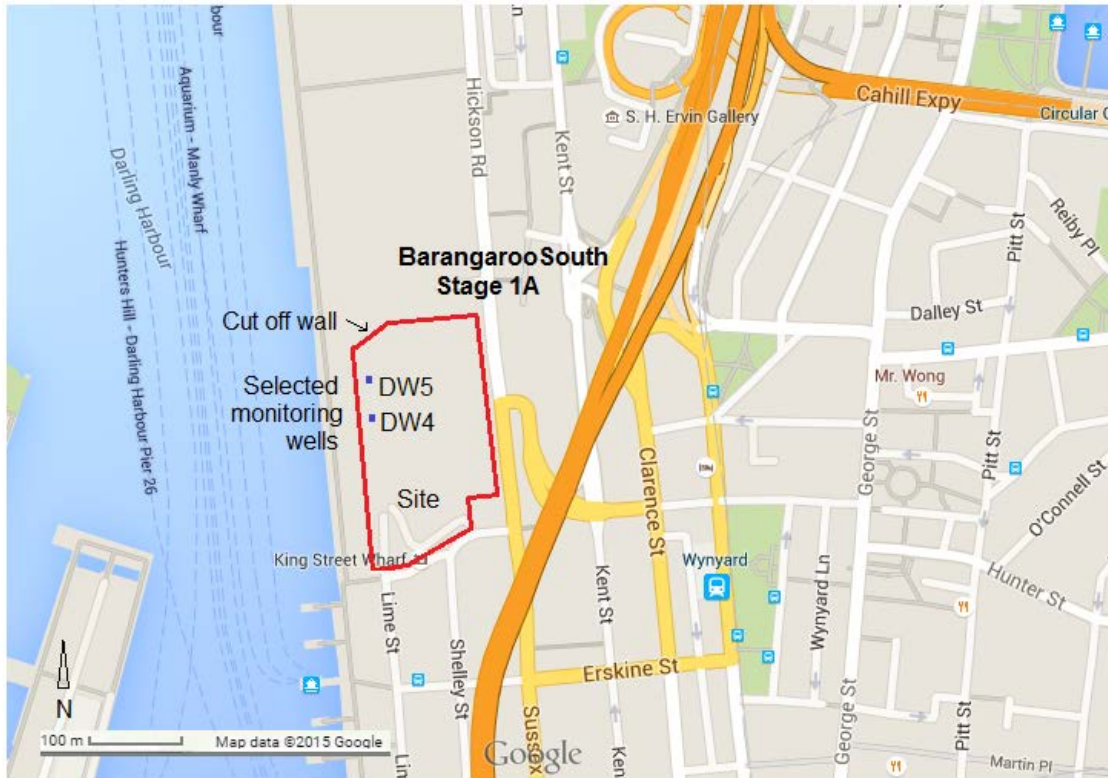 bour
Ln
Aquarium - Manly Wharf
Darling Harbour
Hunters Hill - Darling Harbour Pier 26
Hickson Rd
Kent St
Kent St
S. H. Ervin Gallery
Cahill Expy
Circular
Reiby Pl
Pitt St
Dalley St
Mr. Wong
Barangaroo South
Stage 1A
Cut off wall
Selected
monitoring
wells
DW5
DW4
Site
King Street Wharf
Clarence St
George St
Pitt St
O'Connell St
Wynyard
Kent St
Wynyard Ln
Hunter St
Lime St
Shelley St
Erskine St
George St
Pitt St
N
100 m
Map data ©2015 Google
Google
Sussex
Ken
Martin Pl